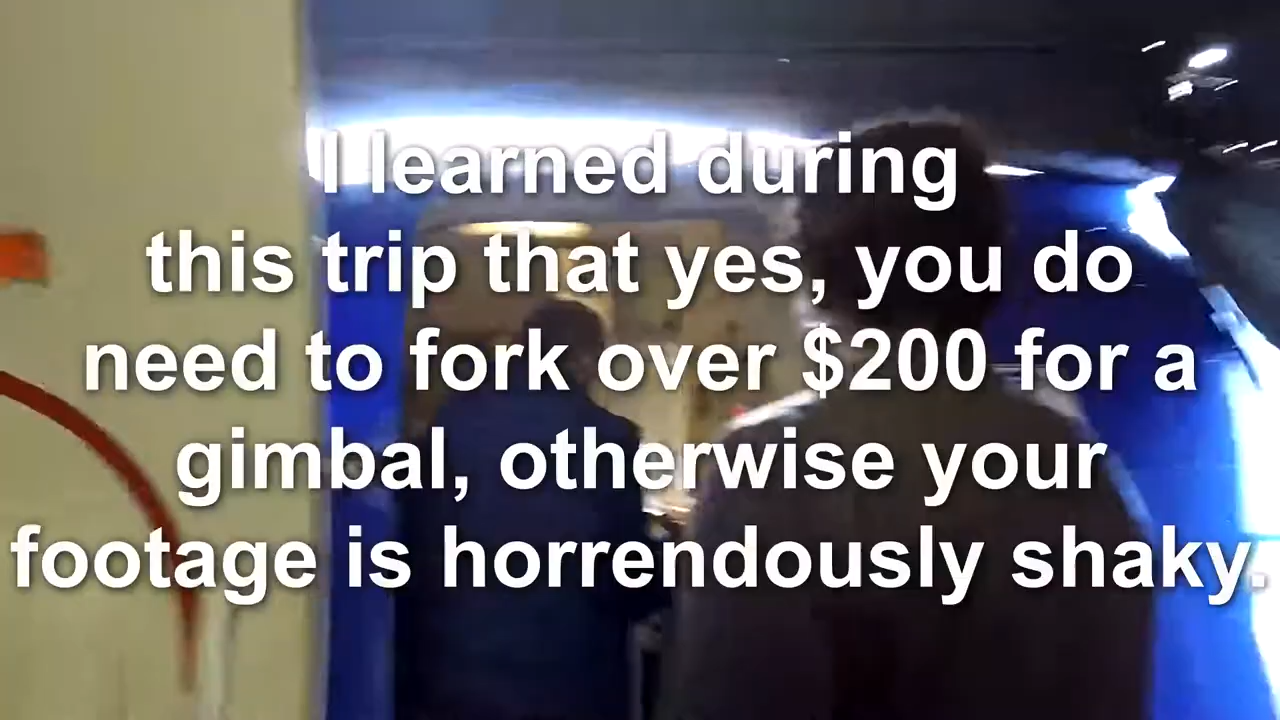 I learned during
this trip that yes, you do
need to fork over $200 for a
gimbal, otherwise your
footage is horrendously shaky.